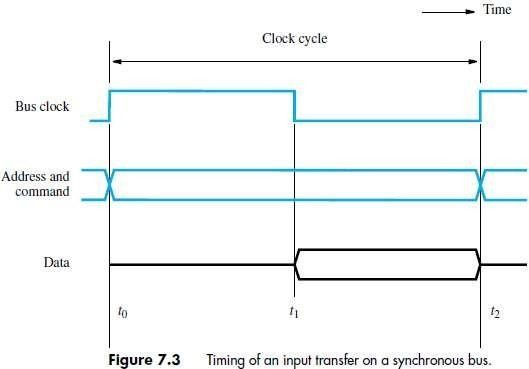 Time
Clock cycle
Bus clock
Address and
command
Data
t0
t1
t2
Figure 7.3 Timing of an input transfer on a synchronous bus.